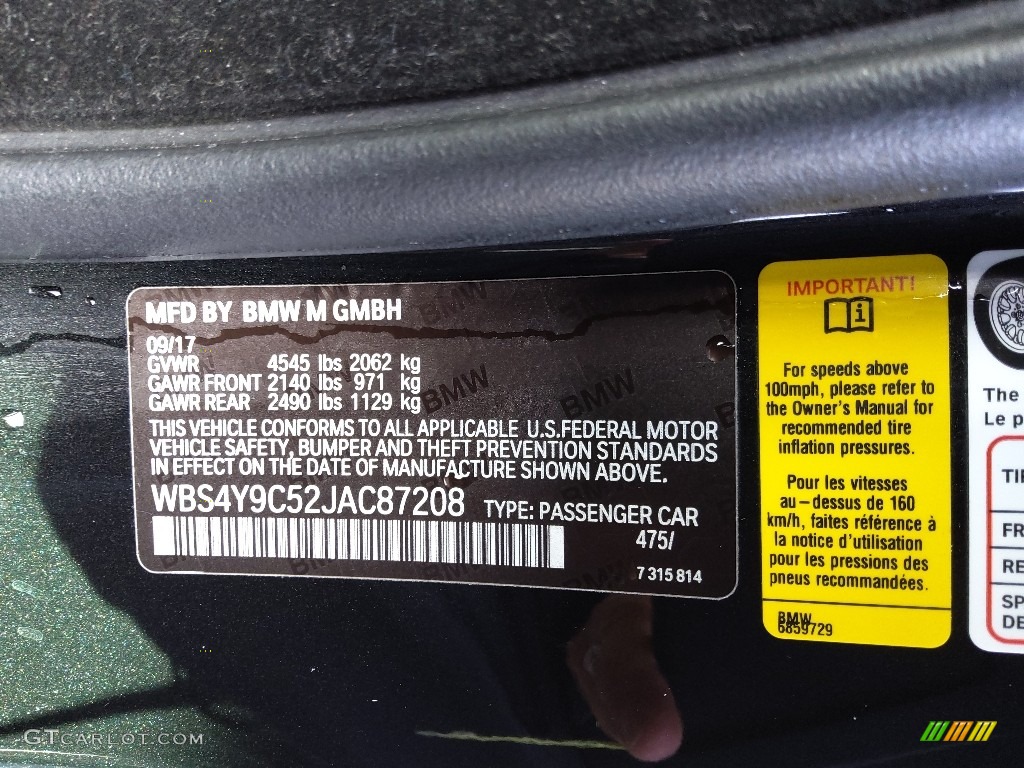 MFD BY BMW M GMBH
09/17
GVWR 4545 lbs 2062 kg
GAWR FRONT 2140 lbs 971 kg
GAWR REAR 2490 lbs 1129 kg
THIS VEHICLE CONFORMS TO ALL APPLICABLE U.S.FEDERAL MOTOR
VEHICLE SAFETY, BUMPER AND THEFT PREVENTION STANDARDS
IN EFFECT ON THE DATE OF MANUFACTURE SHOWN ABOVE.
WBS4Y9C52JAC87208 TYPE: PASSENGER CAR
475/
7 315 814
BMW
BMW
IMPORTANT!
i
For speeds above
100mph, please refer to
the Owner's Manual for
recommended tire
inflation pressures.
Pour les vitesses
au-dessus de 160
km/h, faites référence à
la notice d'utilisation
pour les pressions des
pneus recommandées.
BMW
6859729
The
Le p
TI
FR
RE
SP
DE
GTCARLOT.COM